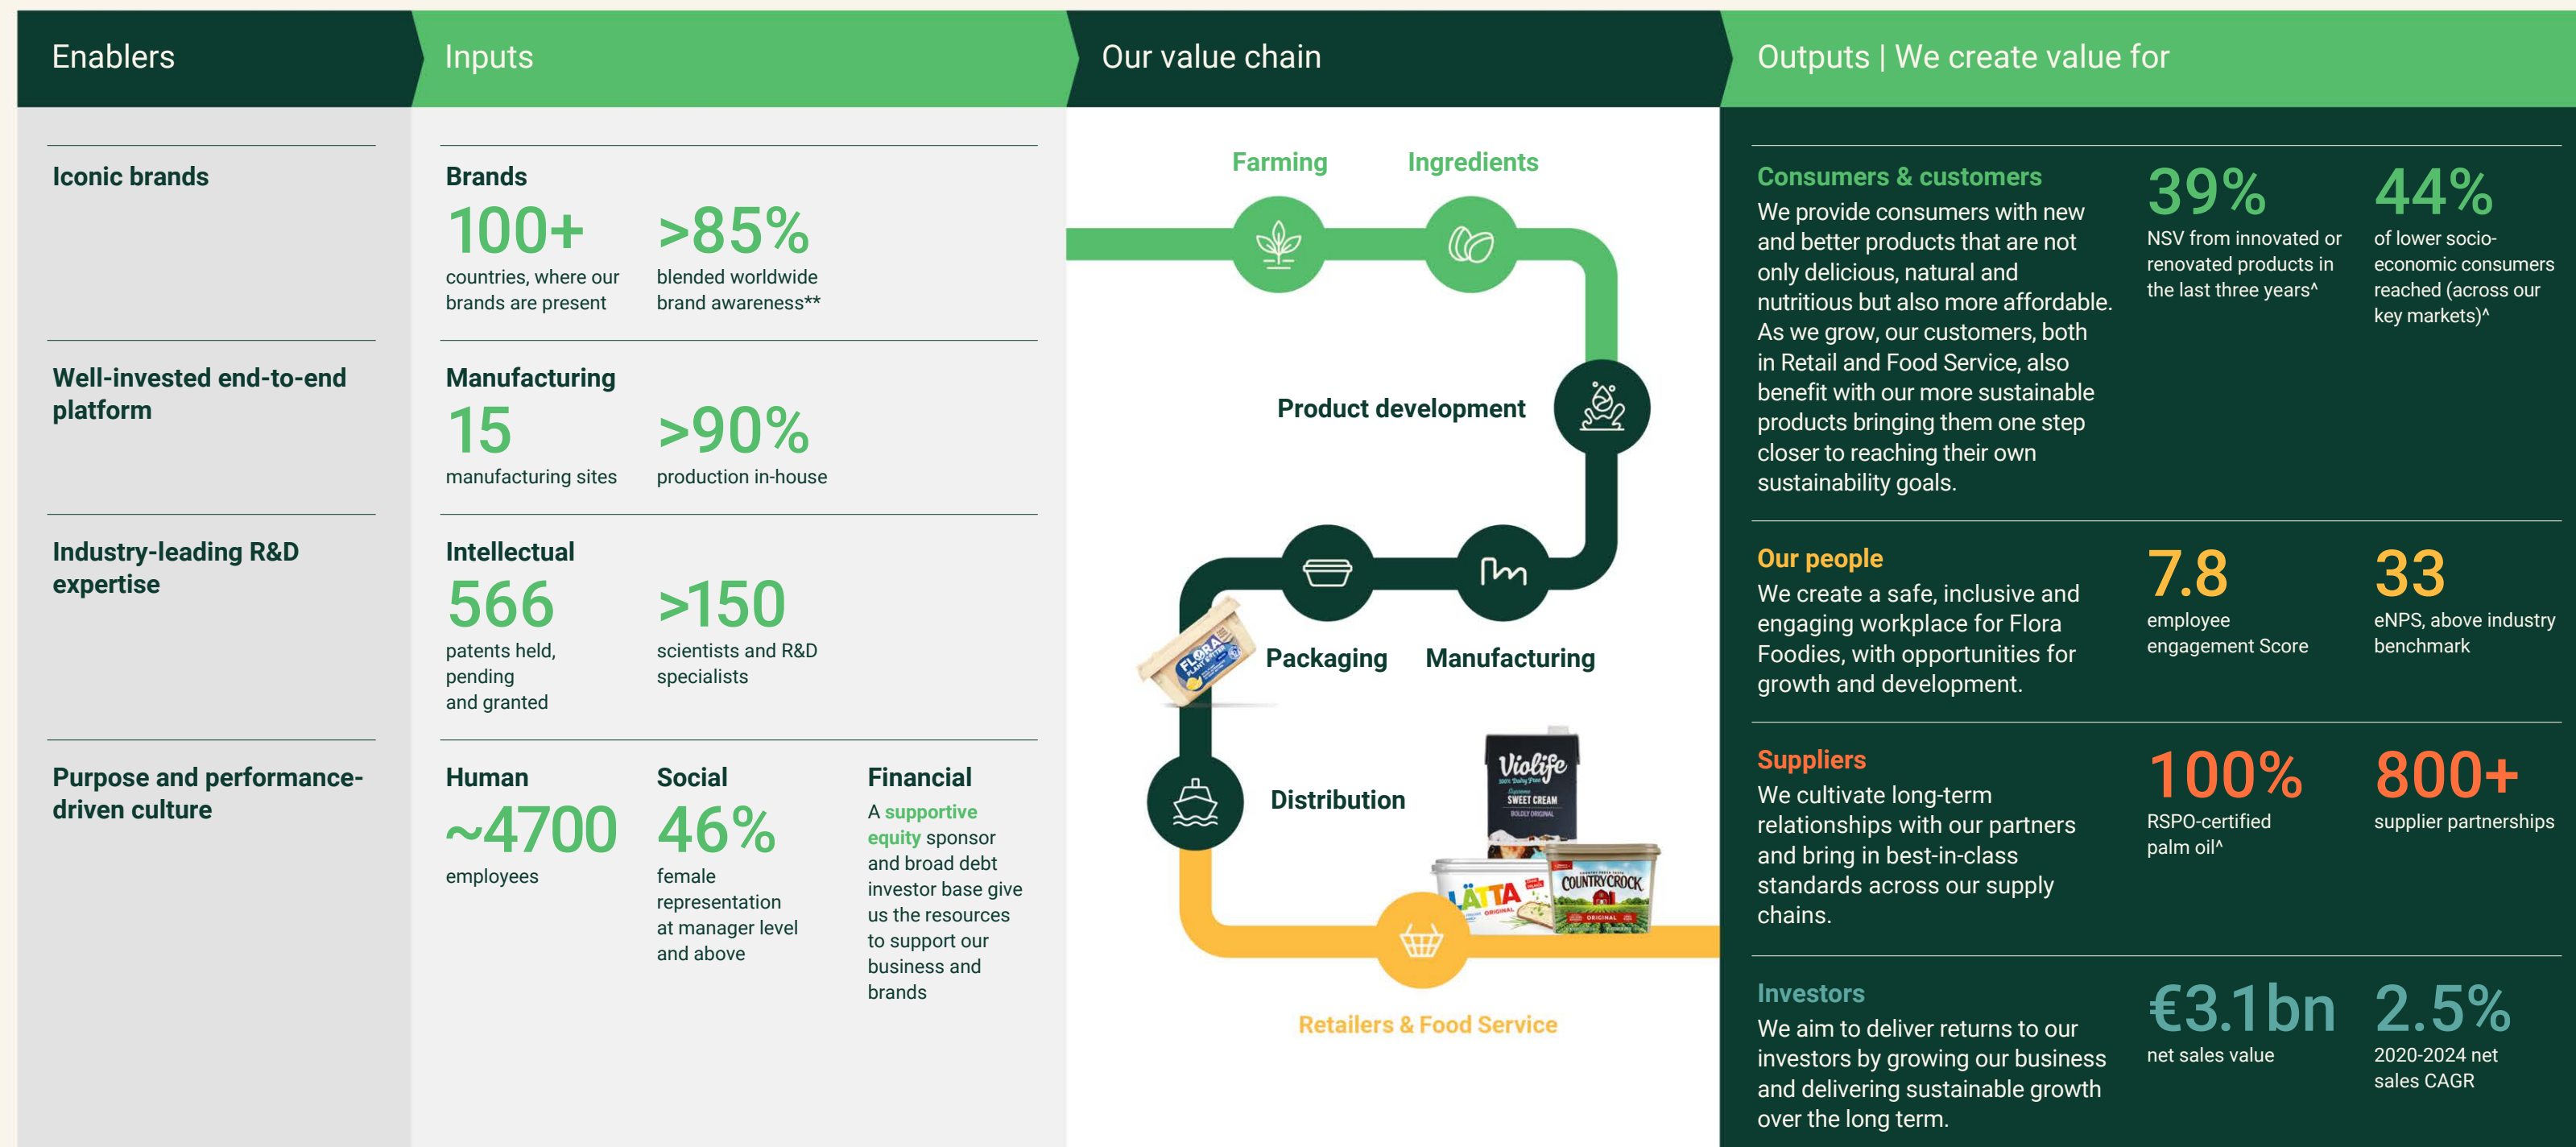 Enablers
Inputs
Our value chain
Outputs | We create value for
Iconic brands
Well-invested end-to-end
platform
Industry-leading R&D
expertise
Purpose and performance-
driven culture
Brands
100+
countries, where our
brands are present
>85%
blended worldwide
brand awareness**
Manufacturing
15
manufacturing sites
>90%
production in-house
Intellectual
566
patents held,
pending
and granted
>150
scientists and R&D
specialists
Human
~4700
employees
Social
46%
female
representation
at manager level
and above
Financial
A supportive
equity sponsor
and broad debt
investor base give
us the resources
to support our
business and
brands
Farming
Ingredients
Product development
Packaging
Manufacturing
FLORA
PLANT B+TTER
Distribution
Violife
100% Dairy Free
Supreme
SWEET CREAM
BOLDLY ORIGINAL
LÄTTA
ORIGINAL
COUNTRY CROCK
ORIGINAL
Retailers & Food Service
Consumers & customers
We provide consumers with new
and better products that are not
only delicious, natural and
nutritious but also more affordable.
As we grow, our customers, both
in Retail and Food Service, also
benefit with our more sustainable
products bringing them one step
closer to reaching their own
sustainability goals.
39%
NSV from innovated or
renovated products in
the last three years^
44%
of lower socio-
economic consumers
reached (across our
key markets)^
Our people
We create a safe, inclusive and
engaging workplace for Flora
Foodies, with opportunities for
growth and development.
7.8
employee
engagement Score
33
eNPS, above industry
benchmark
Suppliers
We cultivate long-term
relationships with our partners
and bring in best-in-class
standards across our supply
chains.
100%
RSPO-certified
palm oil^
800+
supplier partnerships
Investors
We aim to deliver returns to our
investors by growing our business
and delivering sustainable growth
over the long term.
€3.1bn
net sales value
2.5%
2020-2024 net
sales CAGR